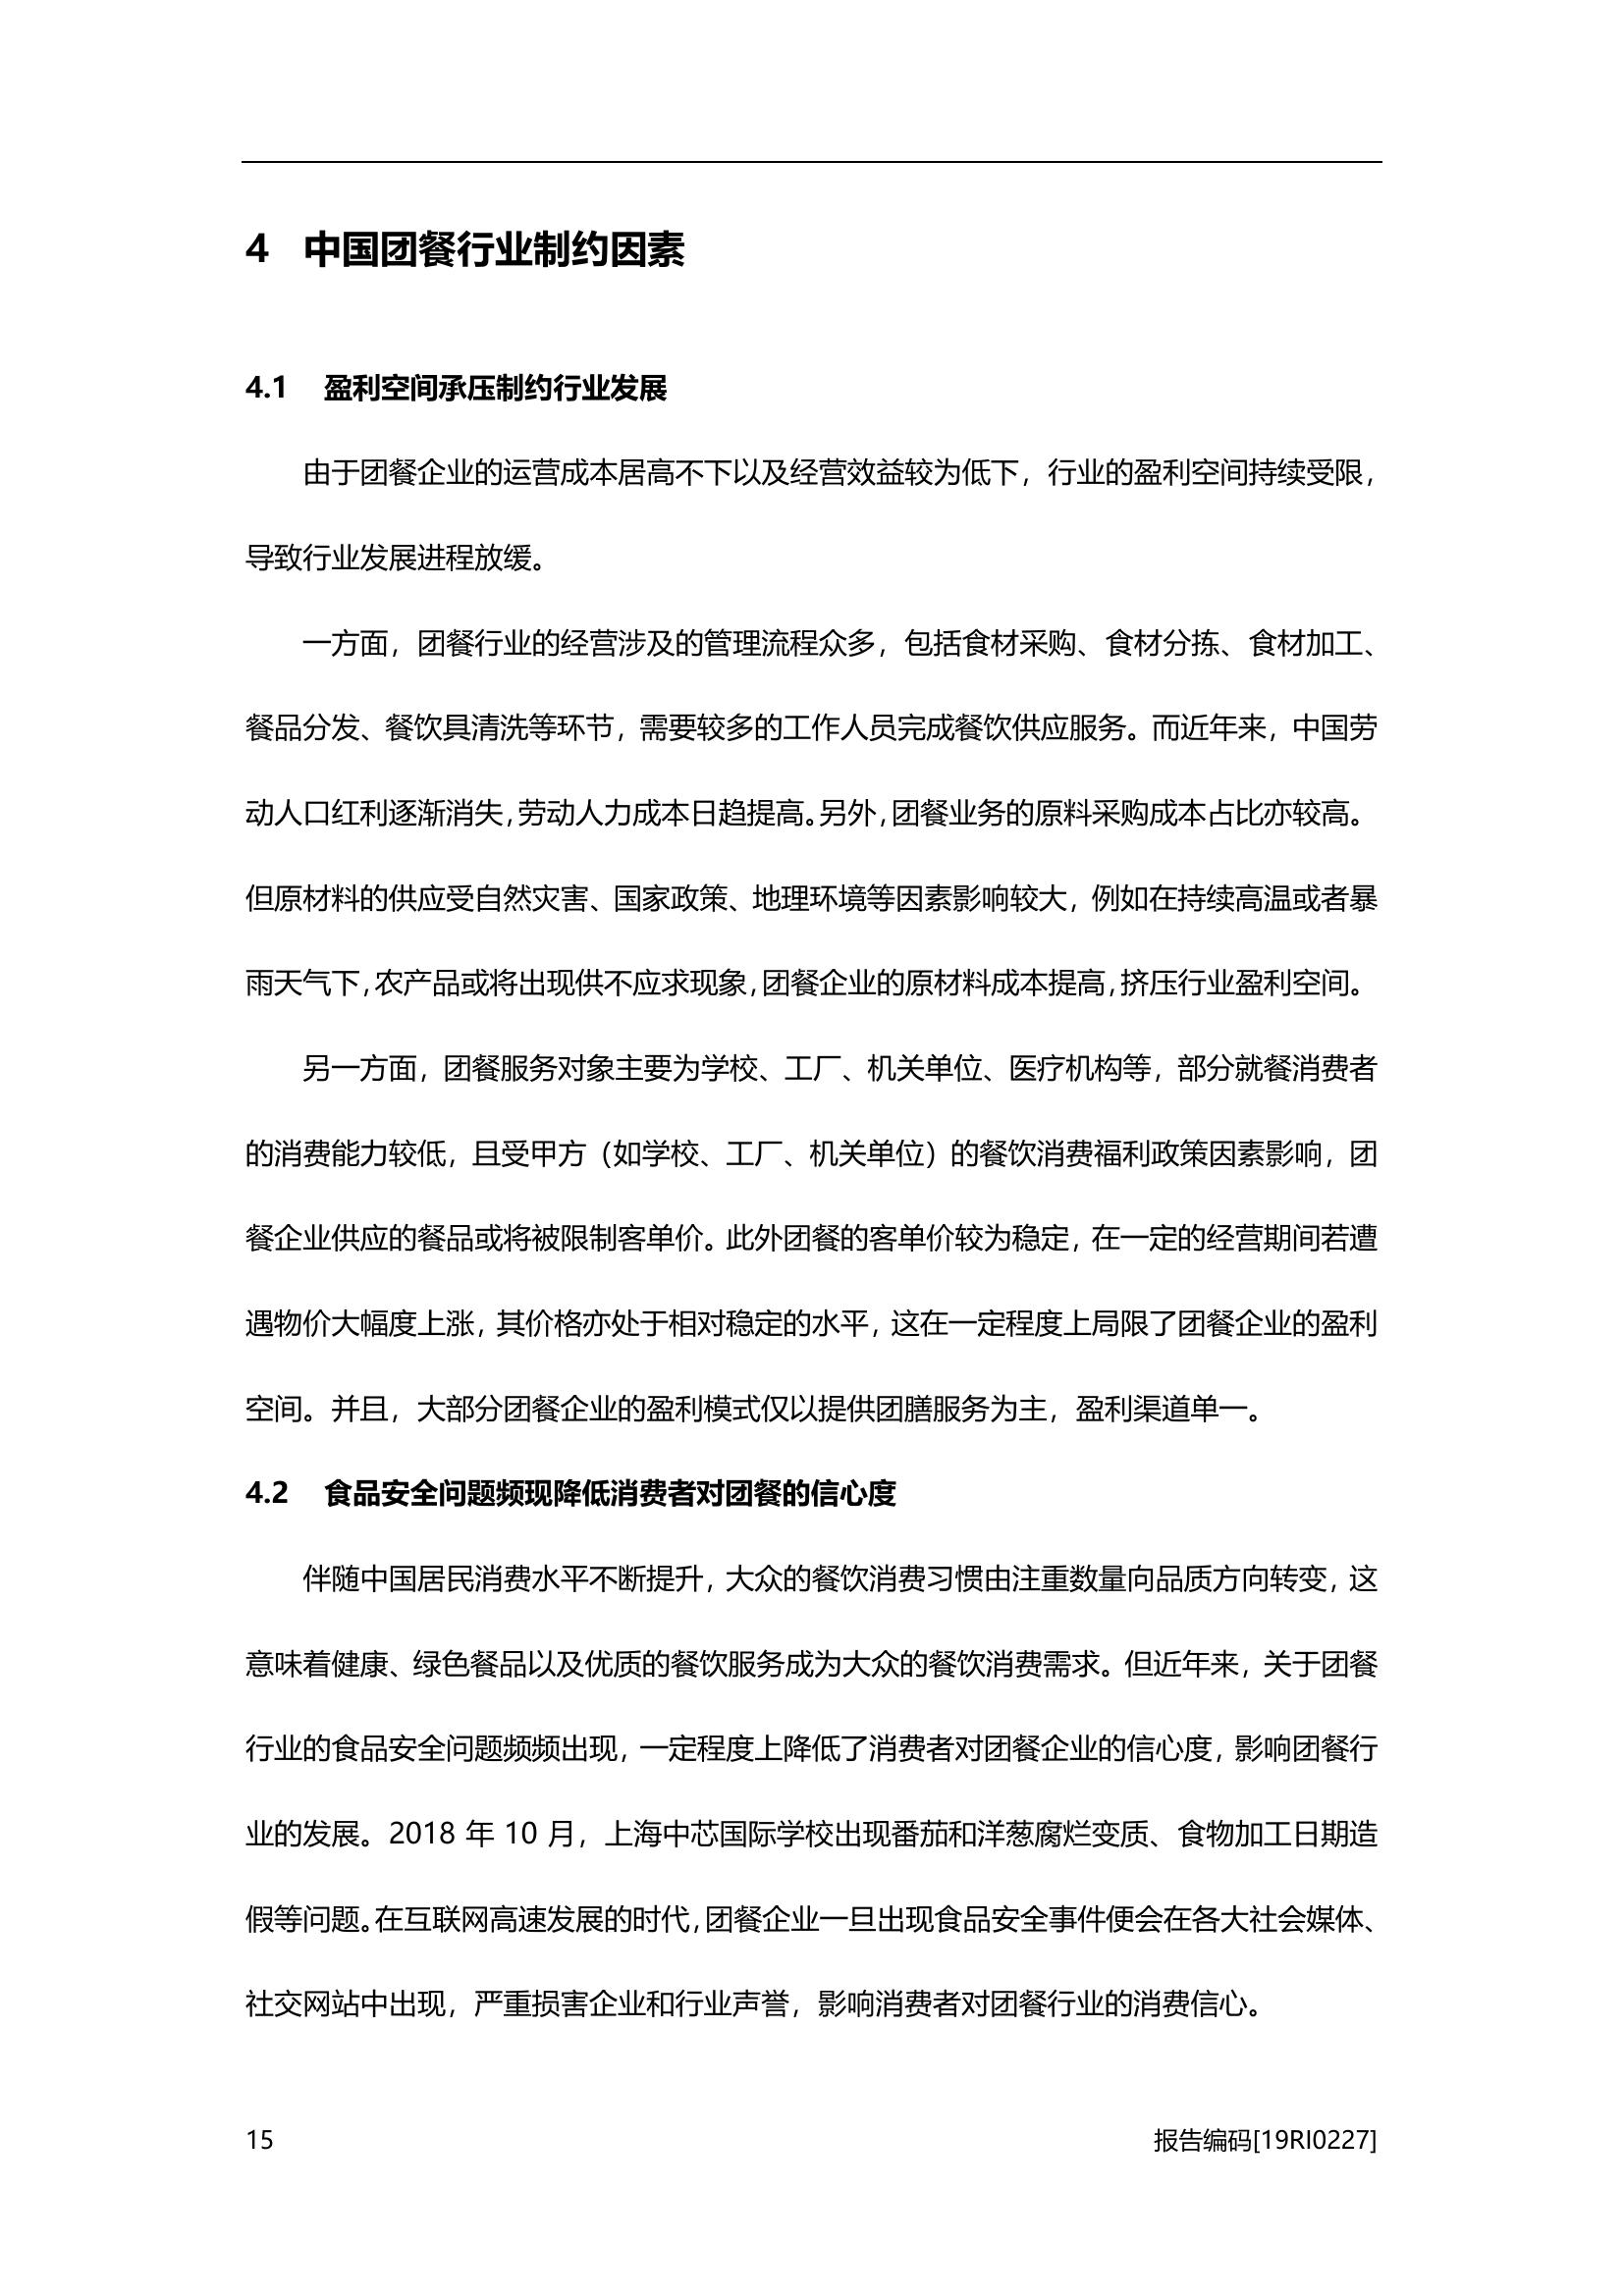 4 中国团餐行业制约因素
4.1 盈利空间承压制约行业发展
由于团餐企业的运营成本居高不下以及经营效益较为低下，行业的盈利空间持续受限，
导致行业发展进程放缓。
一方面，团餐行业的经营涉及的管理流程众多，包括食材采购、食材分拣、食材加工、
餐品分发、餐饮具清洗等环节，需要较多的工作人员完成餐饮供应服务。而近年来，中国劳
动人口红利逐渐消失，劳动人力成本日趋提高。另外，团餐业务的原料采购成本占比亦较高。
但原材料的供应受自然灾害、国家政策、地理环境等因素影响较大，例如在持续高温或者暴
雨天气下，农产品或将出现供不应求现象，团餐企业的原材料成本提高，挤压行业盈利空间。
另一方面，团餐服务对象主要为学校、工厂、机关单位、医疗机构等，部分就餐消费者
的消费能力较低，且受甲方（如学校、工厂、机关单位）的餐饮消费福利政策因素影响，团
餐企业供应的餐品或将被限制客单价。此外团餐的客单价较为稳定，在一定的经营期间若遭
遇物价大幅度上涨，其价格亦处于相对稳定的水平，这在一定程度上局限了团餐企业的盈利
空间。并且，大部分团餐企业的盈利模式仅以提供团膳服务为主，盈利渠道单一。
4.2 食品安全问题频现降低消费者对团餐的信心度
伴随中国居民消费水平不断提升，大众的餐饮消费习惯由注重数量向品质方向转变，这
意味着健康、绿色餐品以及优质的餐饮服务成为大众的餐饮消费需求。但近年来，关于团餐
行业的食品安全问题频频出现，一定程度上降低了消费者对团餐企业的信心度，影响团餐行
业的发展。2018 年 10 月，上海中芯国际学校出现番茄和洋葱腐烂变质、食物加工日期造
假等问题。在互联网高速发展的时代，团餐企业一旦出现食品安全事件便会在各大社会媒体、
社交网站中出现，严重损害企业和行业声誉，影响消费者对团餐行业的消费信心。
15 报告编码[19RI0227]